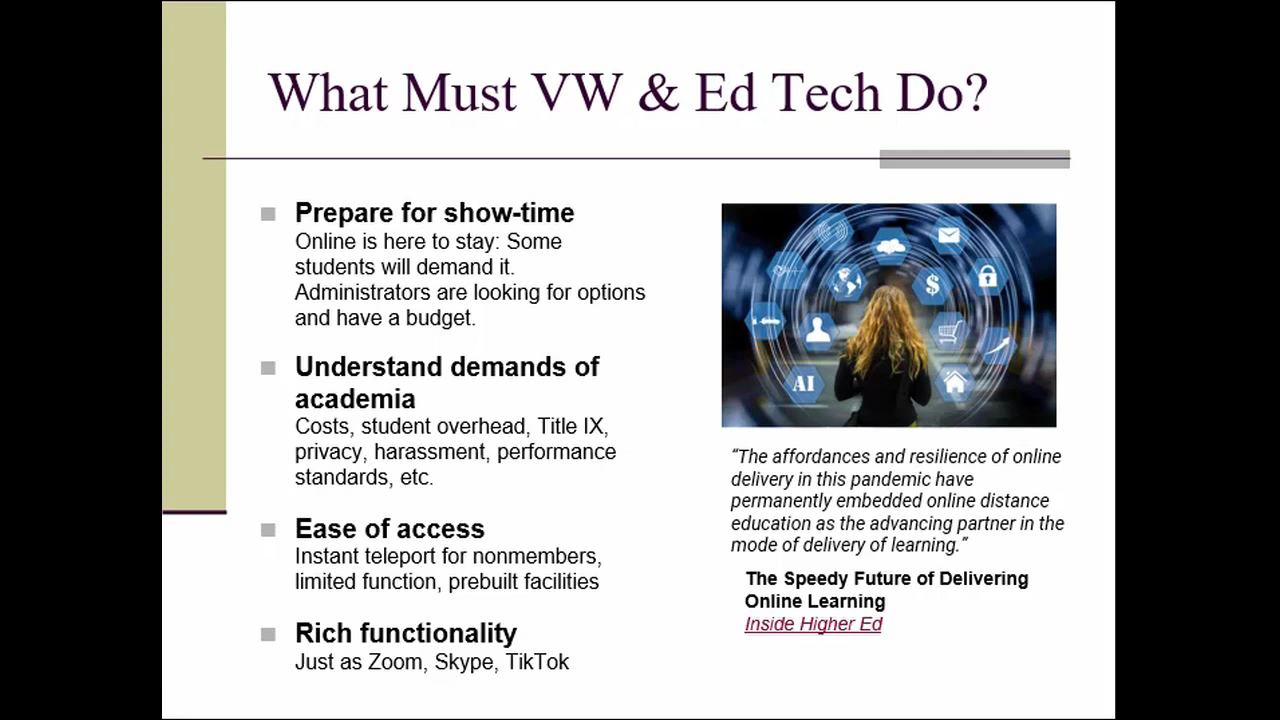 What Must VW & Ed Tech Do?
Prepare for show-time
Online is here to stay: Some
students will demand it.
Administrators are looking for options
and have a budget.
Understand demands of
academia
Costs, student overhead, Title IX,
privacy, harassment, performance
standards, etc.
Ease of access
Instant teleport for nonmembers,
limited function, prebuilt facilities
Rich functionality
Just as Zoom, Skype, TikTok
$
AI
“The affordances and resilience of online
delivery in this pandemic have
permanently embedded online distance
education as the advancing partner in the
mode of delivery of learning.”
The Speedy Future of Delivering
Online Learning
Inside Higher Ed